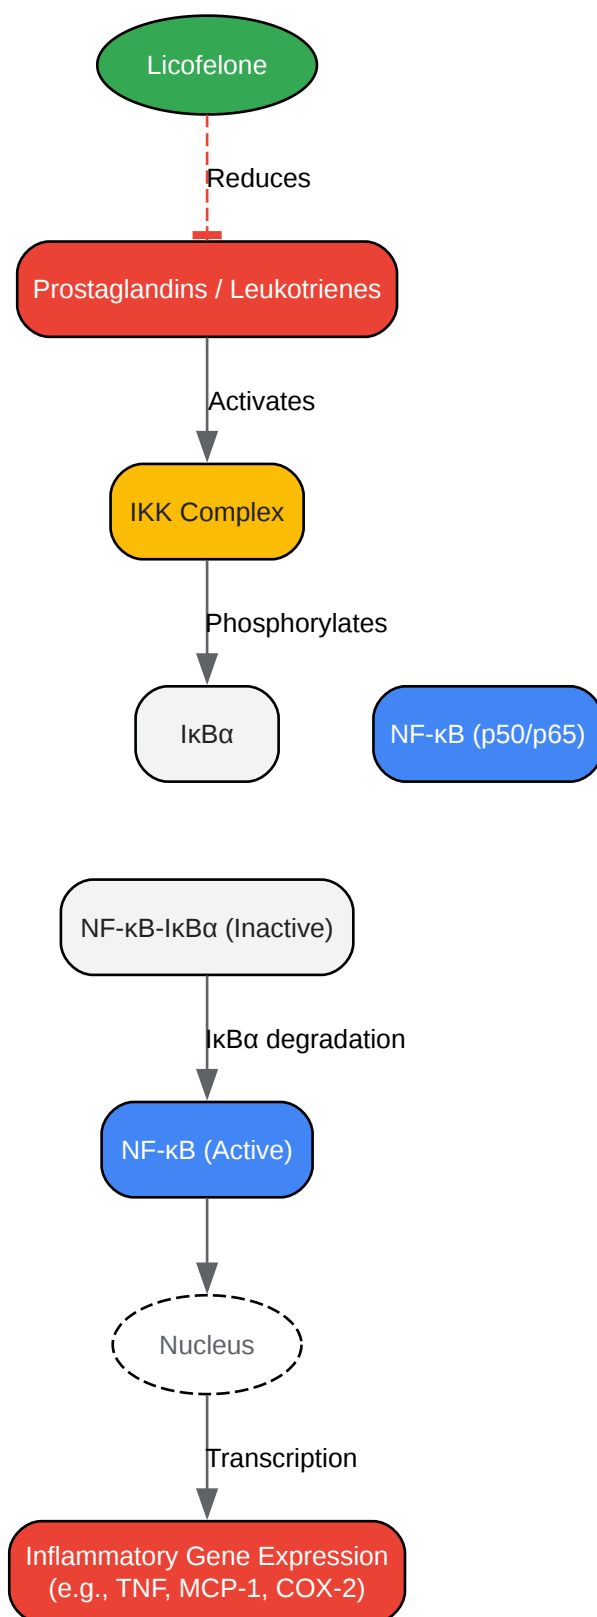 Licofelone
Reduces
Prostaglandins / Leukotrienes
Activates
IKK Complex
Phosphorylates
IκBα
NF-κB (p50/p65)
NF-κB-IκBα (Inactive)
IκBα degradation
NF-κB (Active)
Nucleus
Transcription
Inflammatory Gene Expression
(e.g., TNF, MCP-1, COX-2)